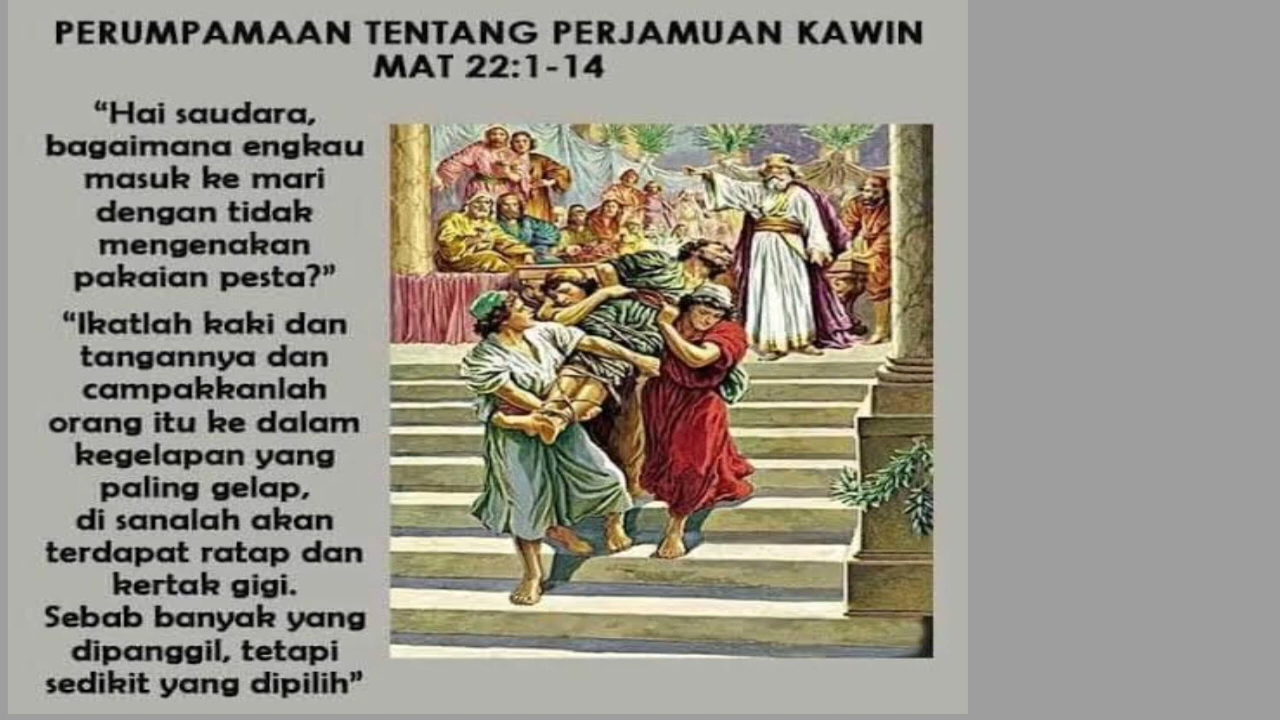 PERUMPAMAAN TENTANG PERJAMUAN KAWIN
MAT 22:1-14
“Hai saudara,
bagaimana engkau
masuk ke mari
dengan tidak
mengenakan
pakaian pesta?”
“Ikatlah kaki dan
tangannya dan
campakkanlah
orang itu ke dalam
kegelapan yang
paling gelap,
di sanalah akan
terdapat ratap dan
kertak gigi.
Sebab banyak yang
dipanggil, tetapi
sedikit yang dipilih”